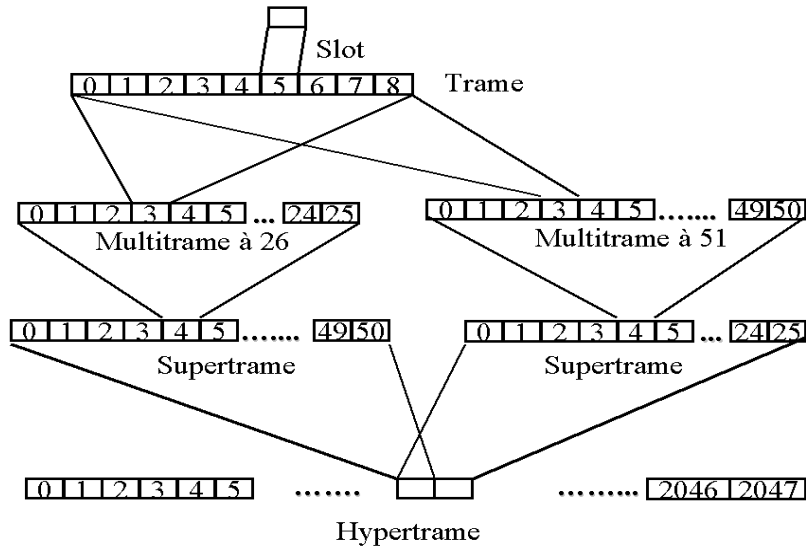 Slot
0 1 2 3 4 5 6 7 8 Trame
0 1 2 3 4 5 ... 24 25
0 1 2 3 4 5 ....... 49 50
Multitrame à 26
Multitrame à 51
0 1 2 3 4 5 ....... 49 50
0 1 2 3 4 5 ... 24 25
Supertrame
Supertrame
0 1 2 3 4 5 ....... ......... 2046 2047
Hypertrame